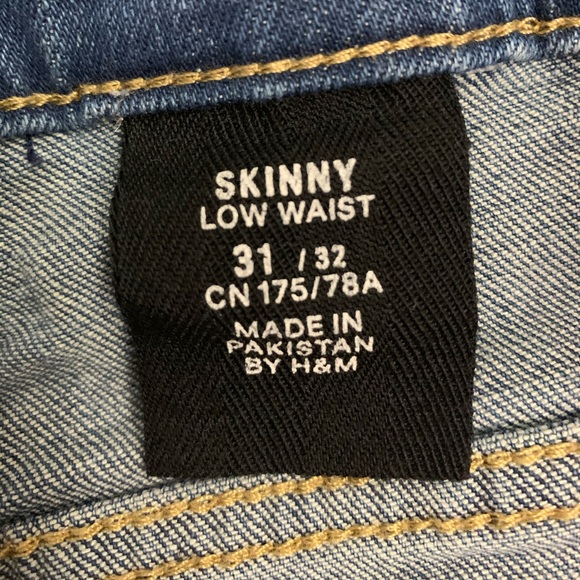 SKINNY
LOW WAIST
31 / 32
CN 175/78A
MADE IN
PAKISTAN
BY H&M